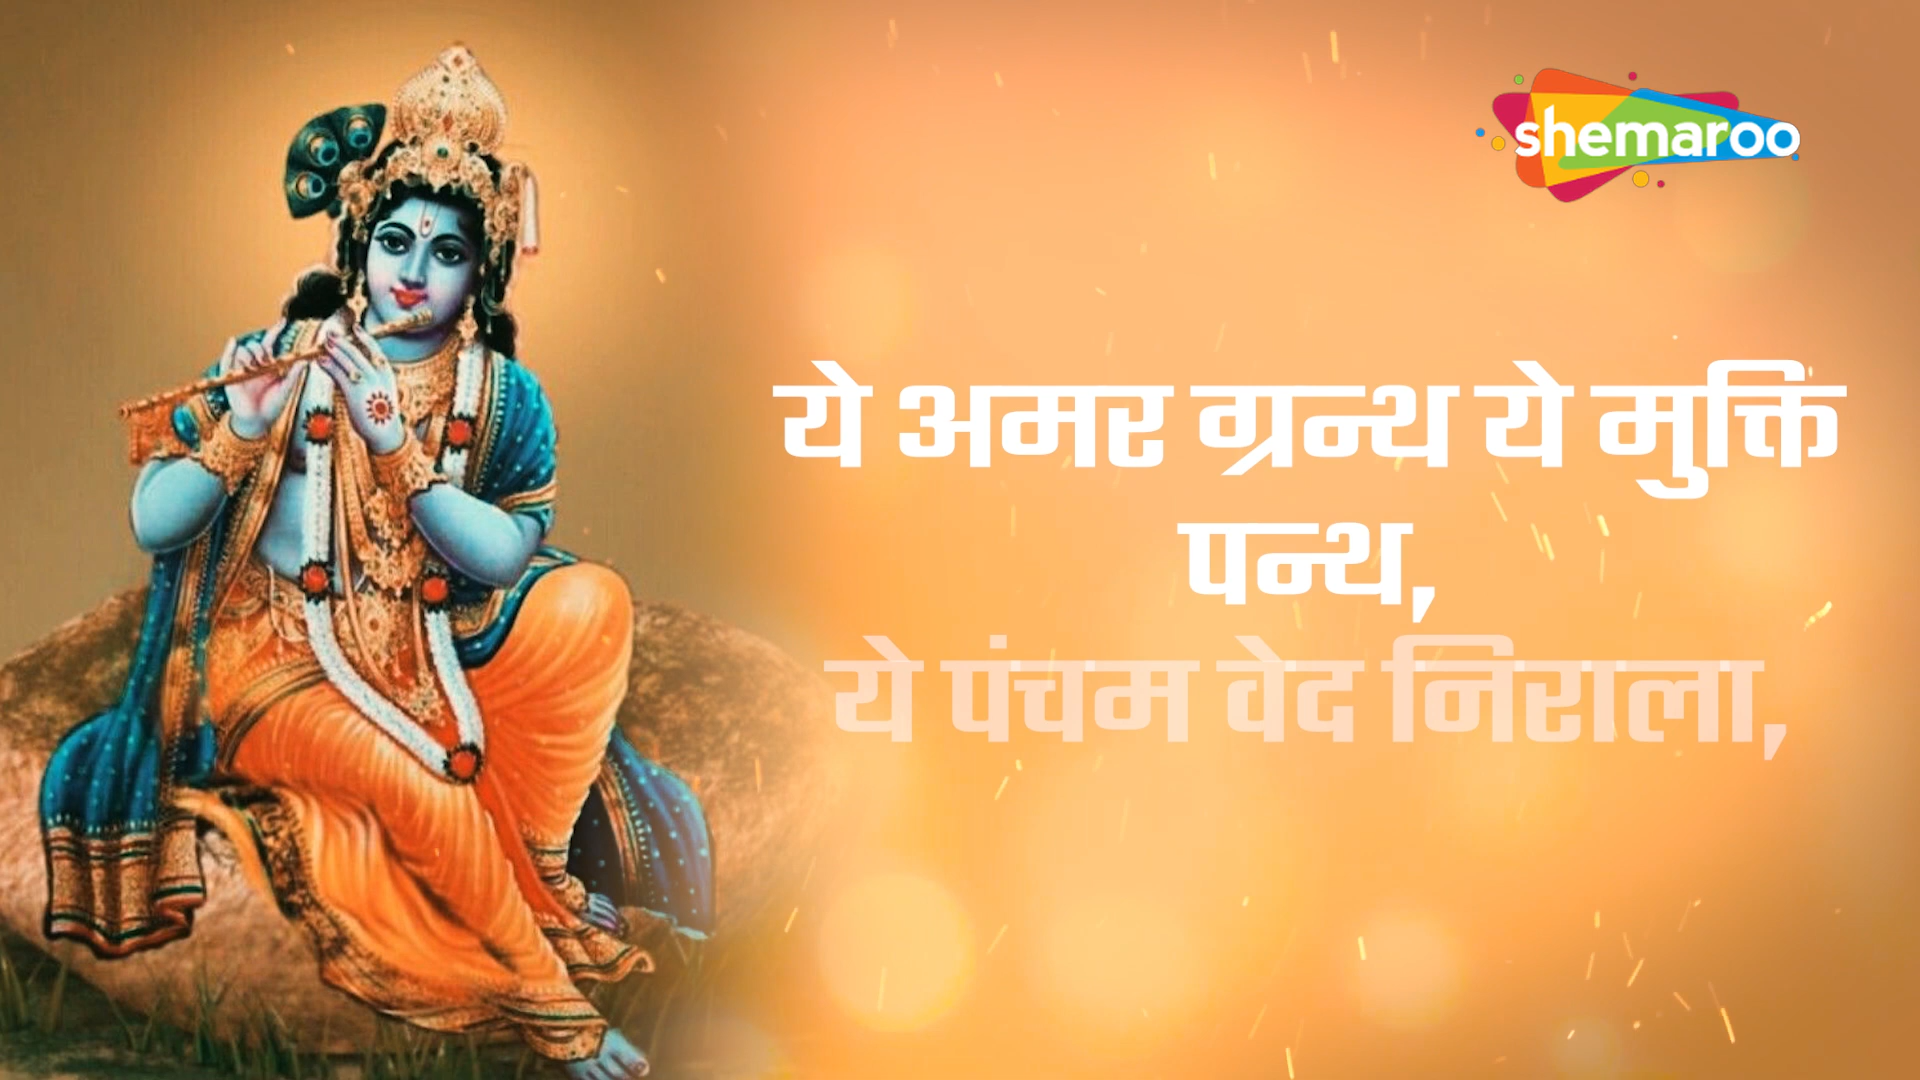 shemaroo
ये अमर ग्रन्थ ये मुक्ति
पन्थ,
ये पंचम वेद निराला,